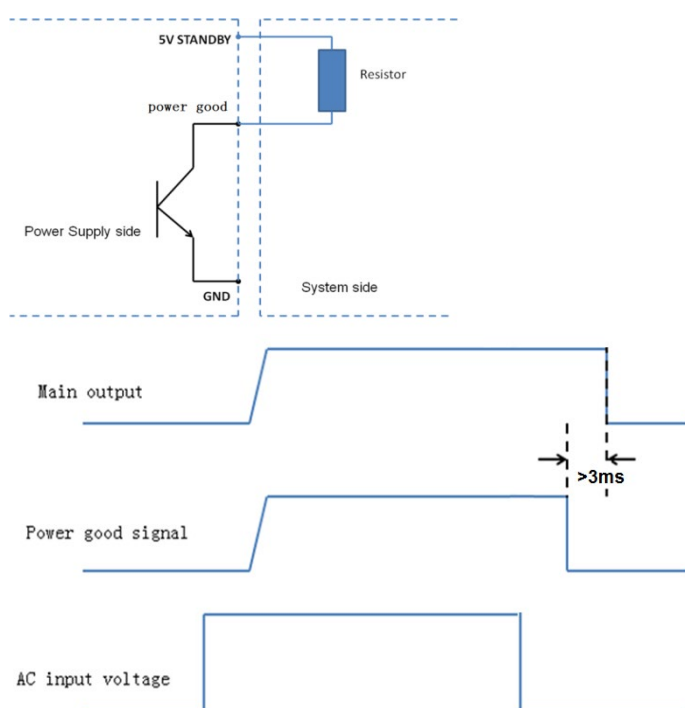 5V STANDBY
Resistor
power good
Power Supply side
GND
System side
Main output
>3ms
Power good signal
AC input voltage